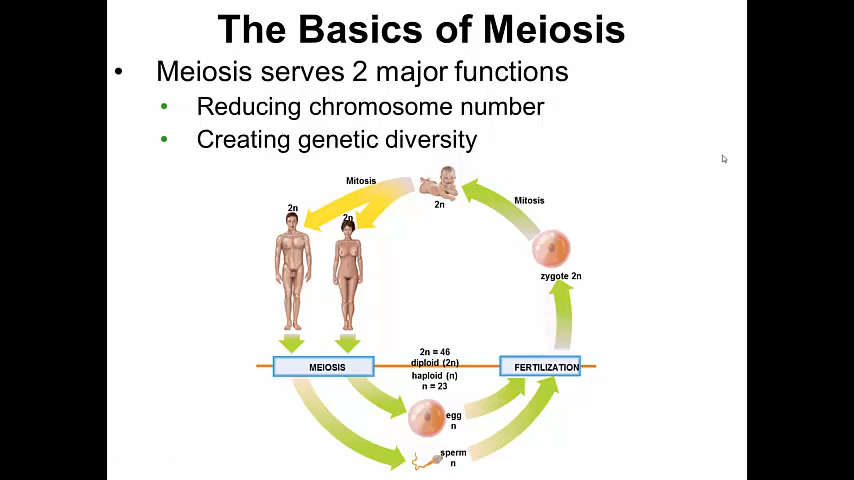 The Basics of Meiosis
• Meiosis serves 2 major functions
• Reducing chromosome number
• Creating genetic diversity
Mitosis
2n
Mitosis
2n
2n
zygote 2n
2n = 46
diploid (2n)
MEIOSIS
FERTILIZATION
haploid (n)
n = 23
egg
n
sperm
n